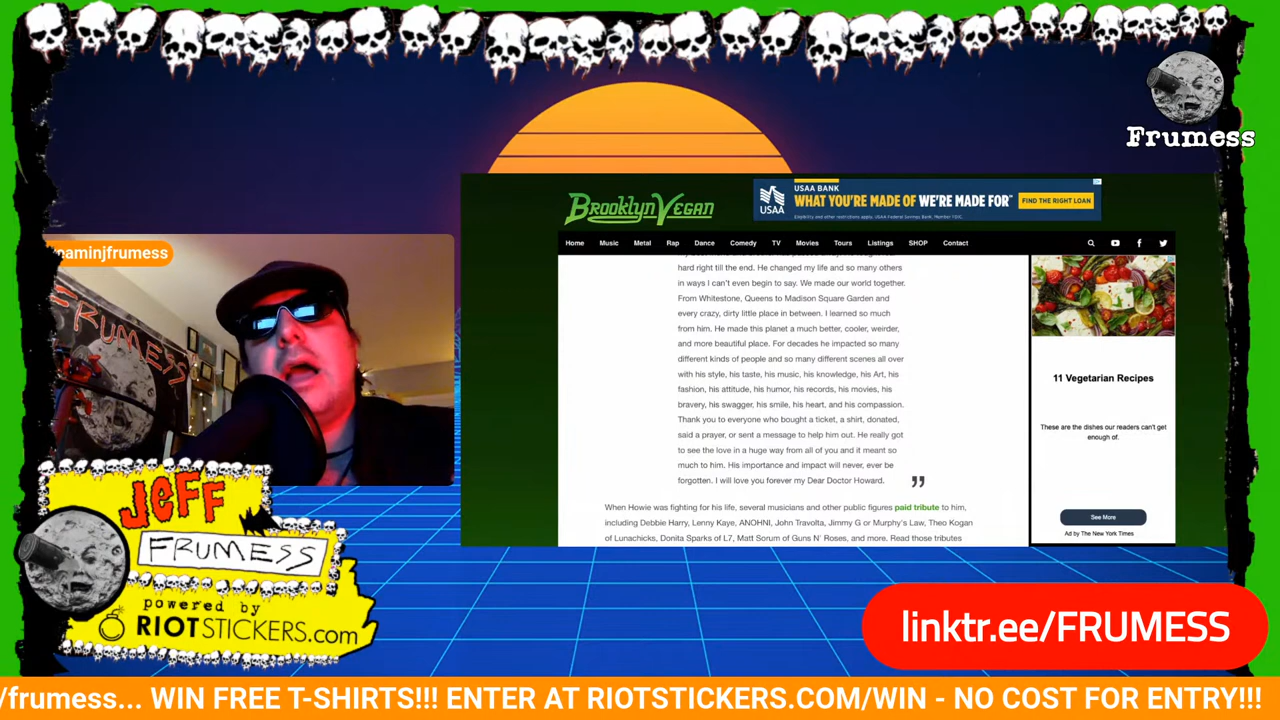 Frumess
eaminjfrumess
FRUMESS
BROOKLYNVEGAN
USAA BANK
WHAT YOU'RE MADE OF WE'RE MADE FOR™
FIND THE RIGHT LOAN
USAA
Home Music Metal Rap Dance Comedy TV Movies Tours Listings SHOP Contact
hard right till the end. He changed my life and so many others
in ways I can't even begin to say. We made our world together.
From Whitestone, Queens to Madison Square Garden and
every crazy, dirty little place in between. I learned so much
from him. He made this planet a much better, cooler, weirder,
and more beautiful place. For decades he impacted so many
different kinds of people and so many different scenes all over
with his style, his taste, his music, his knowledge, his Art, his
fashion, his attitude, his humor, his records, his movies, his
bravery, his swagger, his smile, his heart, and his compassion.
Thank you to everyone who bought a ticket, a shirt, donated,
said a prayer, or sent a message to help him out. He really got
to see the love in a huge way from all of you and it meant so
much to him. His importance and impact will never, ever be
forgotten. I will love you forever my Dear Doctor Howard.
”
When Howie was fighting for his life, several musicians and other public figures paid tribute to him,
including Debbie Harry, Lenny Kaye, ANOHNI, John Travolta, Jimmy G or Murphy's Law, Theo Kogan
of Lunachicks, Donita Sparks of L7, Matt Sorum of Guns N' Roses, and more. Read those tributes
11 Vegetarian Recipes
These are the dishes our readers can't get
enough of.
See More
Ad by The New York Times
JEFF
FRUMESS
powered by
RIOTSTICKERS.com
linktr.ee/FRUMESS
/frumess... WIN FREE T-SHIRTS!!! ENTER AT RIOTSTICKERS.COM/WIN - NO COST FOR ENTRY!!!